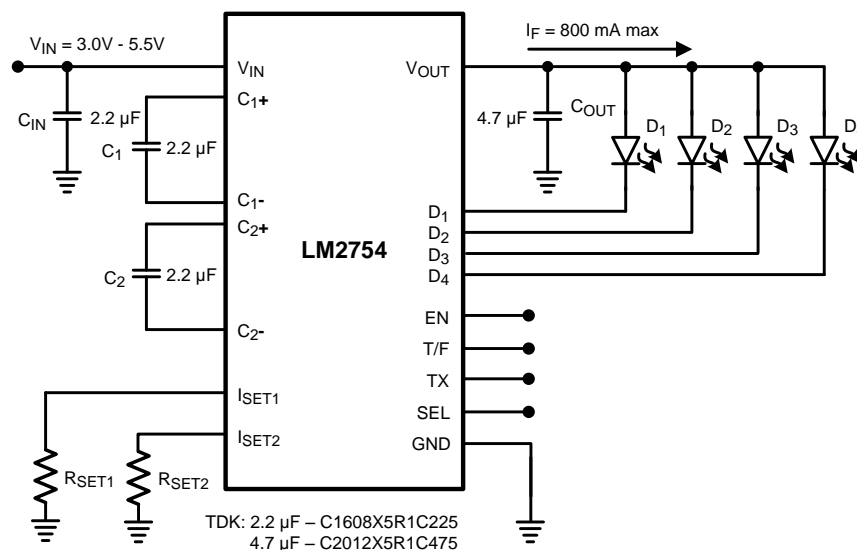 V_IN = 3.0V - 5.5V
I_F = 800 mA max
V_IN
V_OUT
C_IN
2.2 µF
C_1+
C_1
2.2 µF
C_1-
C_2+
C_2
2.2 µF
C_2-
LM2754
4.7 µF
C_OUT
D_1
D_2
D_3
D
D_1
D_2
D_3
D_4
EN
T/F
TX
SEL
GND
I_SET1
I_SET2
R_SET1
R_SET2
TDK: 2.2 µF – C1608X5R1C225
4.7 µF – C2012X5R1C475